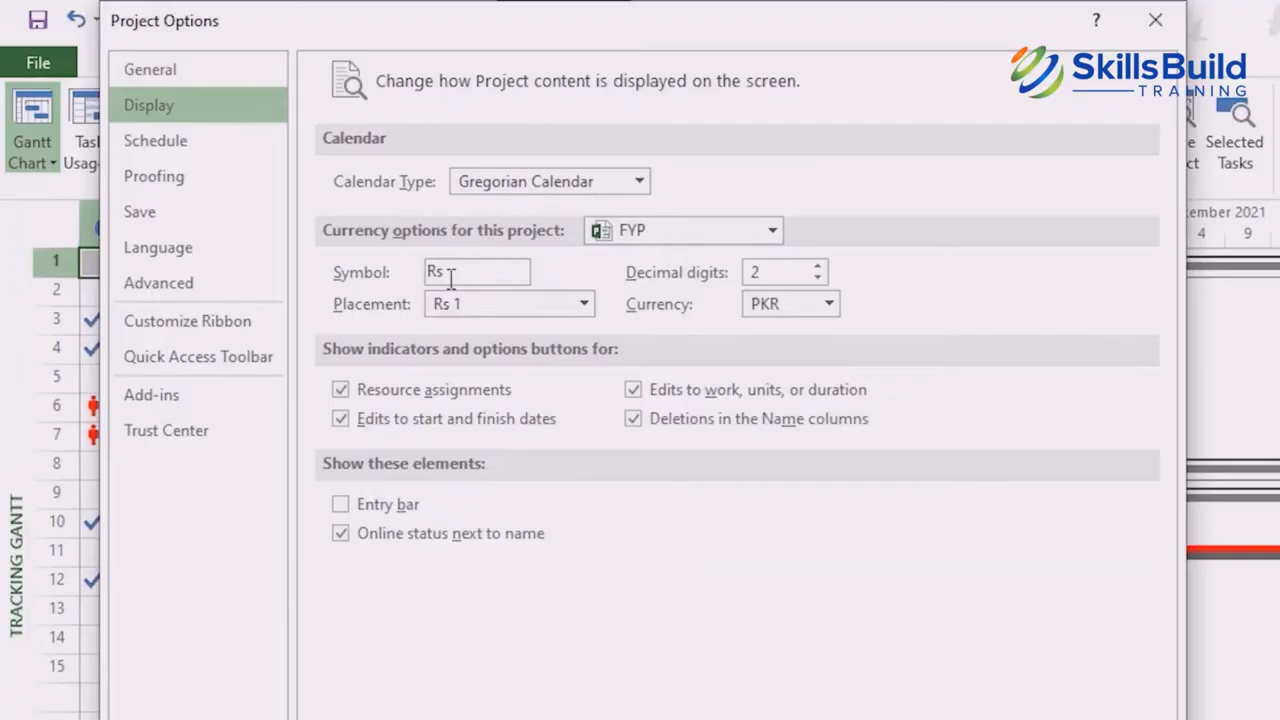 Project Options
?
File
Gantt
Chart
Task
Usag
General
Display
Schedule
Proofing
Save
Language
Advanced
Customize Ribbon
Quick Access Toolbar
Add-ins
Trust Center
Change how Project content is displayed on the screen.
Calendar
Calendar Type: Gregorian Calendar
Currency options for this project: FYP
Symbol: Rs Decimal digits: 2
Placement: Rs 1 Currency: PKR
Show indicators and options buttons for:
Resource assignments Edits to work, units, or duration
Edits to start and finish dates Deletions in the Name columns
Show these elements:
Entry bar
Online status next to name
SkillsBuild
TRAINING
Selected
Tasks
ember 2021
4 9
1
2
3
4
5
6
7
8
9
10
11
12
13
14
15
TRACKING GANTT